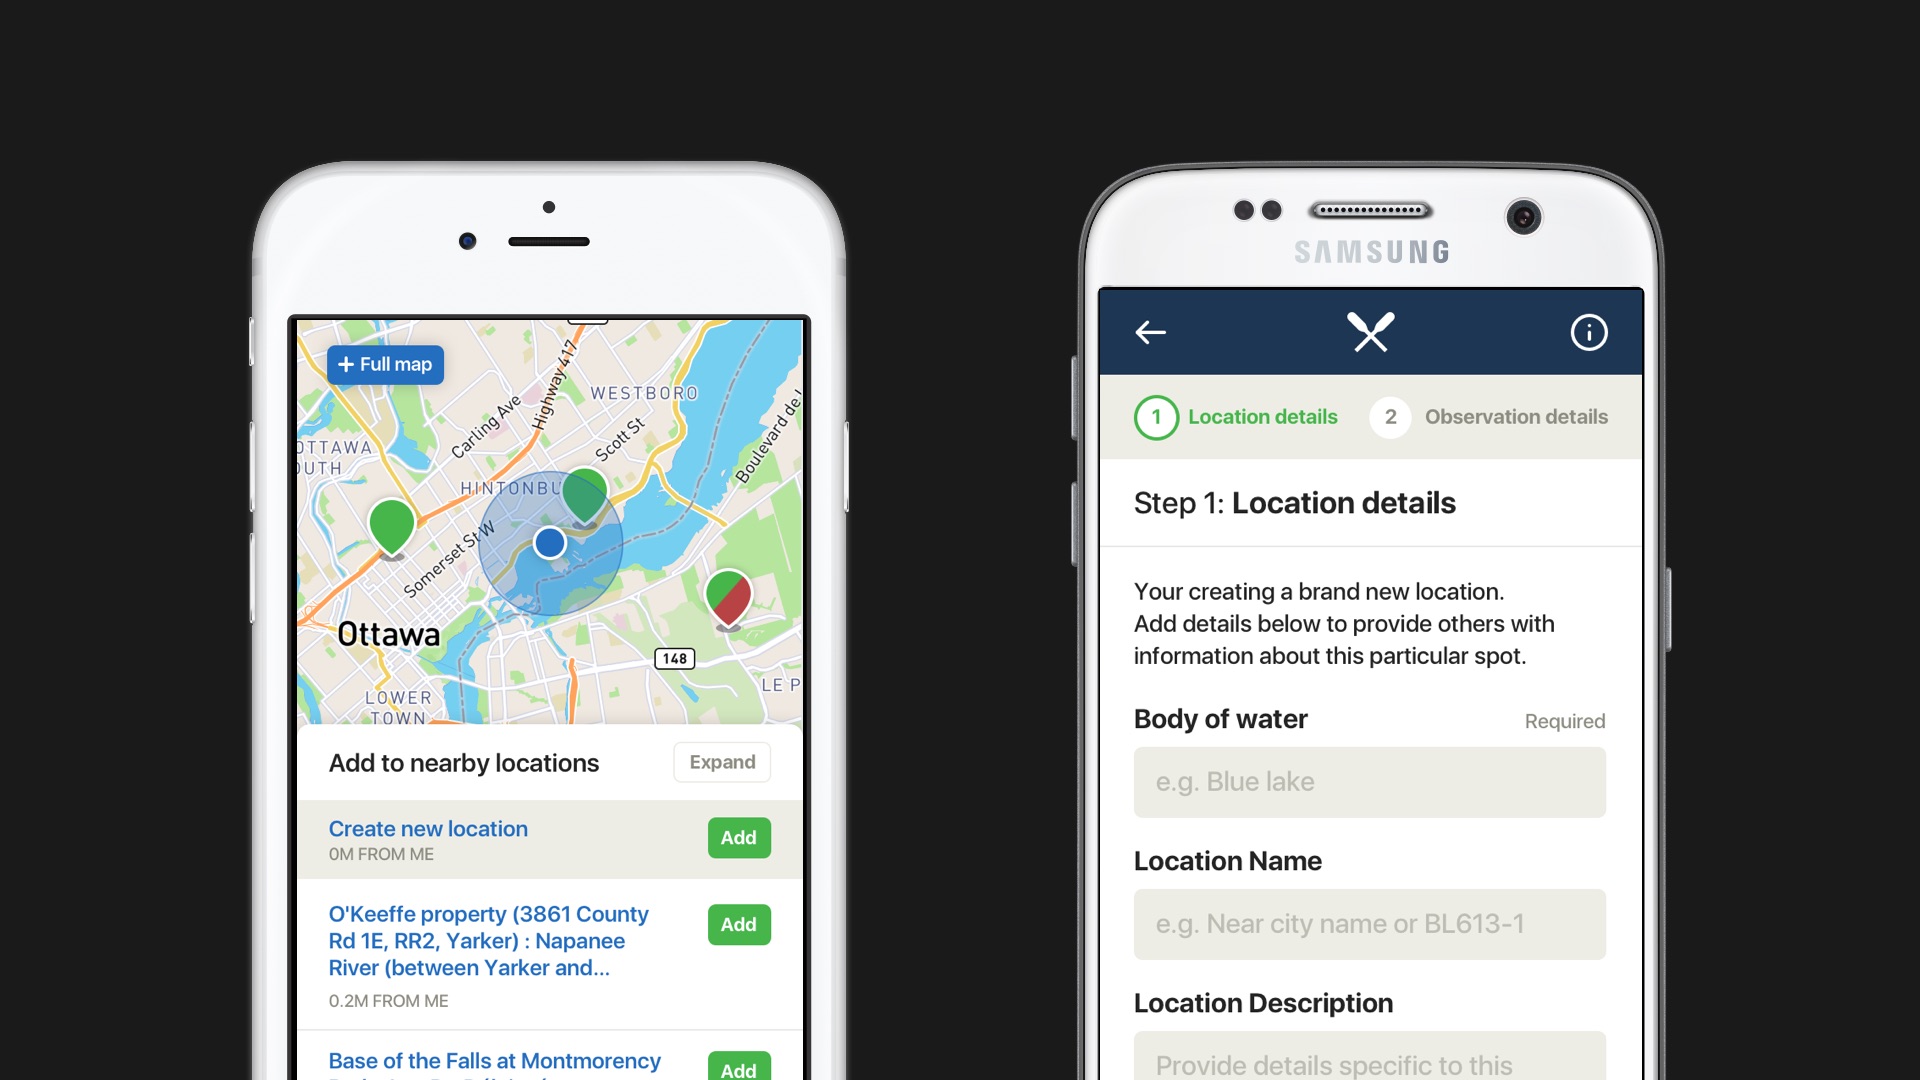 + Full map
Highway 417
WESTBORO
Carling Ave
Scott St
Boulevard de
OTTAWA
OUTH
HINTONBU
Somerset St W
Ottawa
148
LE P
LOWER
TOWN
Add to nearby locations
Expand
Create new location
0M FROM ME
Add
O'Keeffe property (3861 County
Rd 1E, RR2, Yarker) : Napanee
River (between Yarker and...
0.2M FROM ME
Add
Base of the Falls at Montmorency
Add
SAMSUNG
1 Location details
2 Observation details
Step 1: Location details
Your creating a brand new location.
Add details below to provide others with
information about this particular spot.
Body of water
Required
e.g. Blue lake
Location Name
e.g. Near city name or BL613-1
Location Description
Provide details specific to this